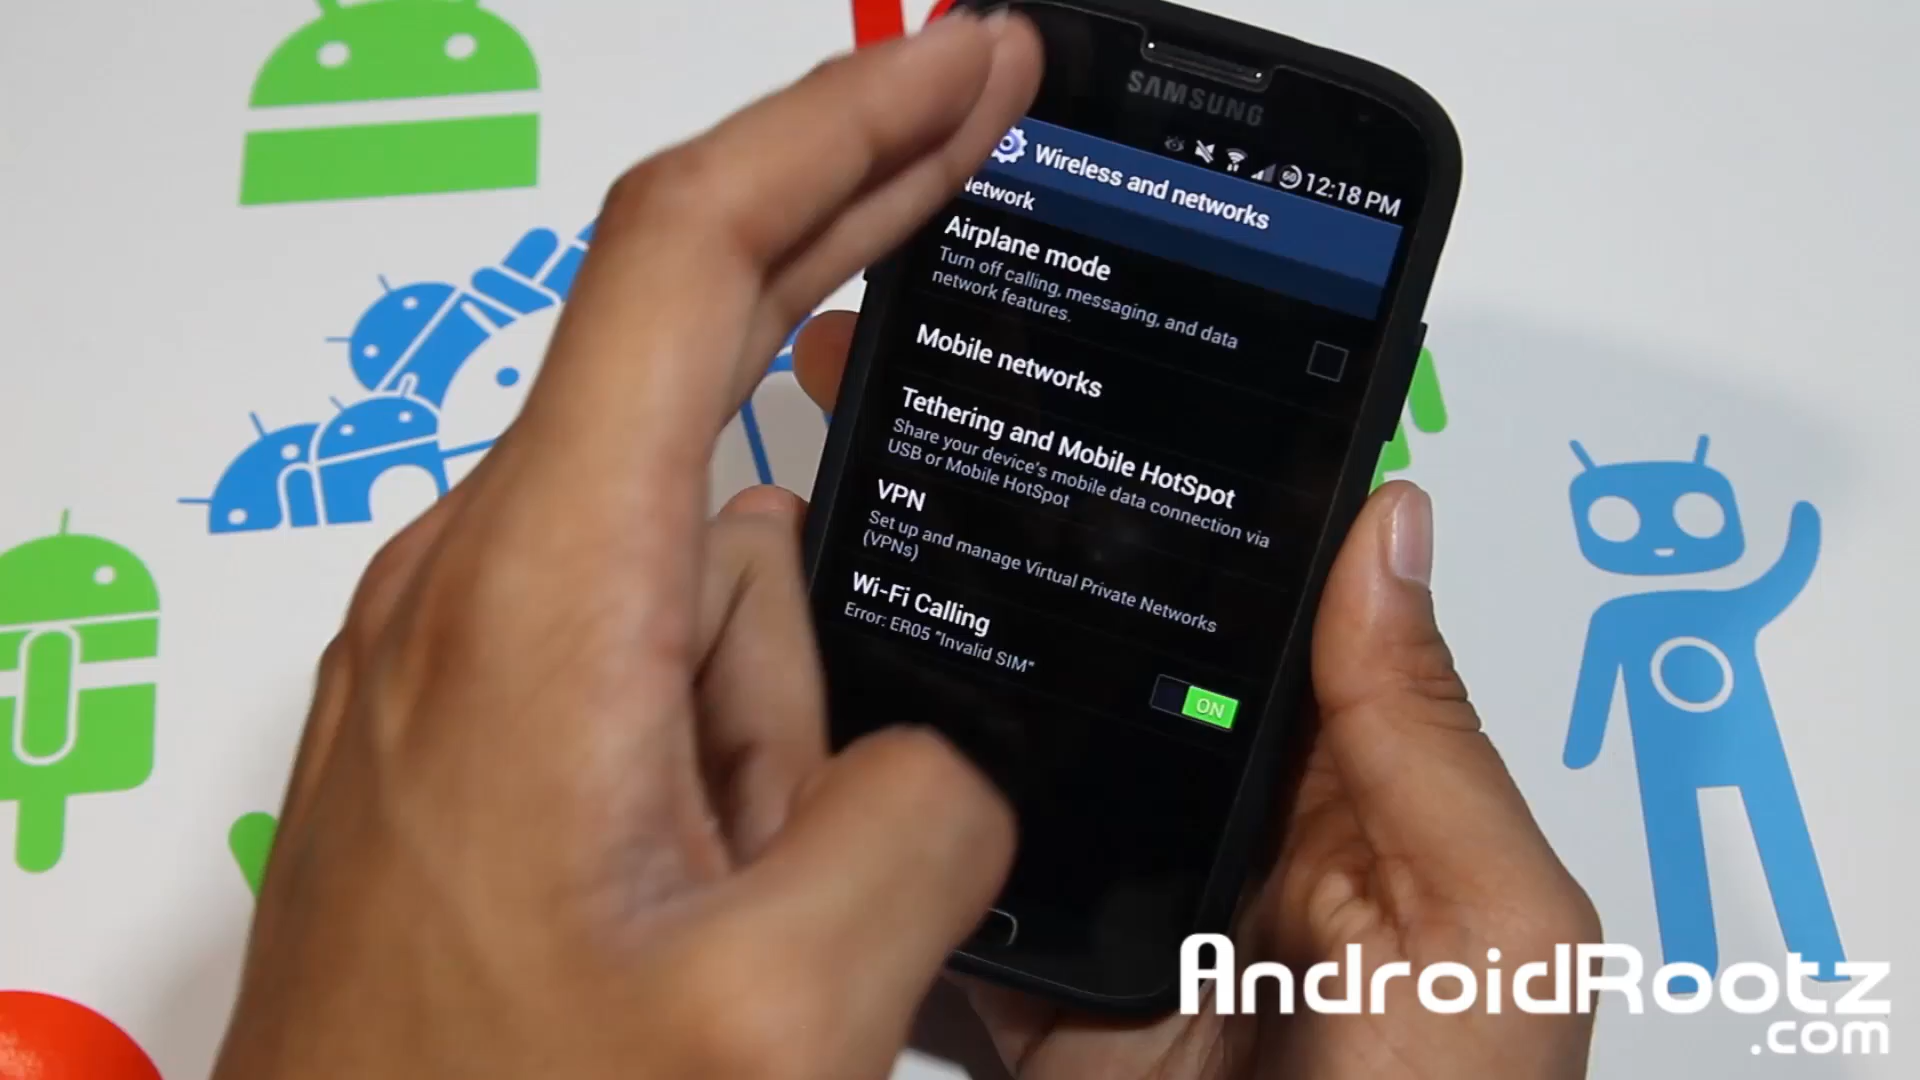 SAMSUNG
60 12:18 PM
Wireless and networks
Network
Airplane mode
Turn off calling, messaging, and data
network features.
Mobile networks
Tethering and Mobile HotSpot
Share your device's mobile data connection via
USB or Mobile HotSpot
VPN
Set up and manage Virtual Private Networks
(VPNs)
Wi-Fi Calling
Error: ER05 "Invalid SIM"
ON
AndroidRootz
.com